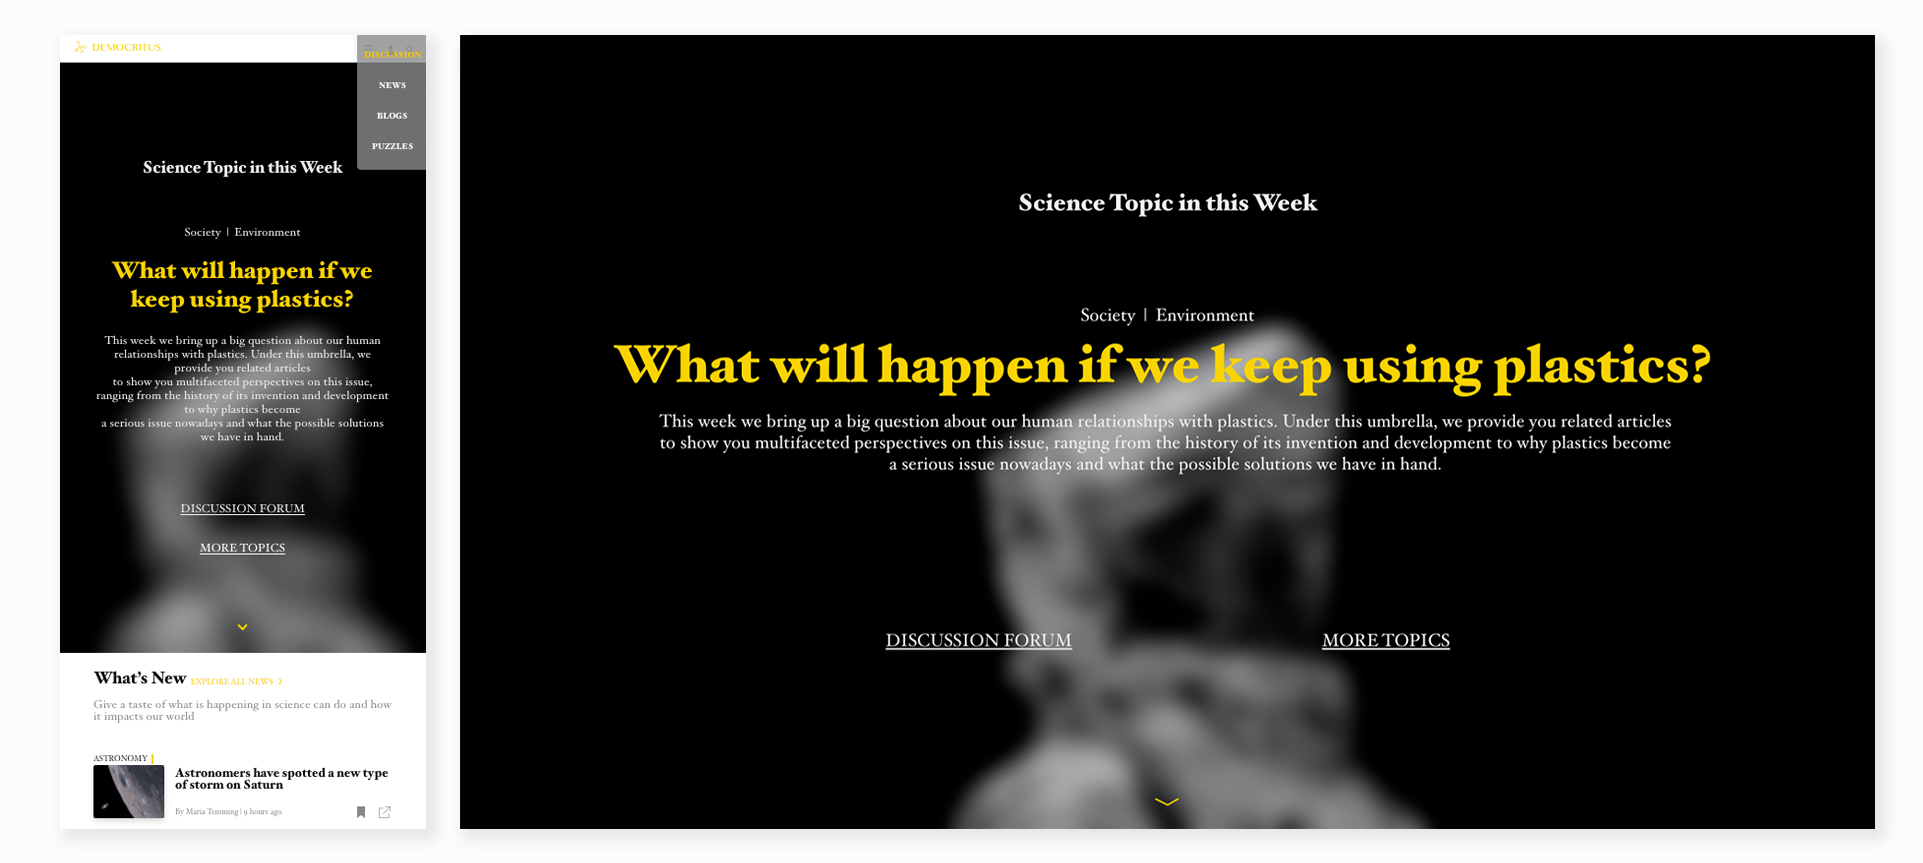 DEMOCRITUS
DISCUSSION
NEWS
BLOGS
PUZZLES
Science Topic in this Week
Society | Environment
What will happen if we
keep using plastics?
This week we bring up a big question about our human
relationships with plastics. Under this umbrella, we
provide you related articles
to show you multifaceted perspectives on this issue,
ranging from the history of its invention and development
to why plastics become
a serious issue nowadays and what the possible solutions
we have in hand.
DISCUSSION FORUM
MORE TOPICS
What's New EXPLORE ALL NEWS
Give a taste of what is happening in science can do and how
it impacts our world
ASTRONOMY
Astronomers have spotted a new type
of storm on Saturn
By Maria Temming | 9 hours ago
Science Topic in this Week
Society | Environment
What will happen if we keep using plastics?
This week we bring up a big question about our human relationships with plastics. Under this umbrella, we provide you related articles
to show you multifaceted perspectives on this issue, ranging from the history of its invention and development to why plastics become
a serious issue nowadays and what the possible solutions we have in hand.
DISCUSSION FORUM
MORE TOPICS